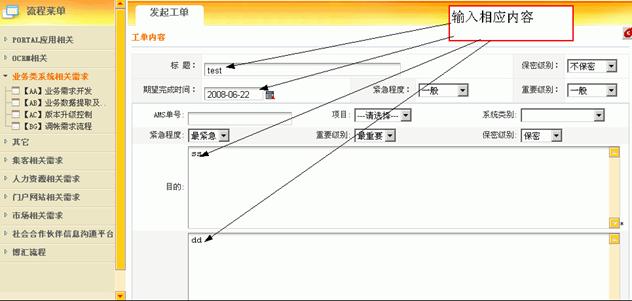 流程菜单
PORTAL应用相关
OCRM相关
业务类系统相关需求
【AA】业务需求开发
【AB】业务数据提取及..
【AC】版本升级控制
【BG】调帐需求流程
其它
集客相关需求
人力资源相关需求
门户网站相关需求
市场相关需求
社会合作伙伴信息沟通平台
博汇流程
发起工单
输入相应内容
工单内容
标 题: test 保密级别: 不保密
期望完成时间: 2008-06-22 紧急程度: 一般 重要级别: 一般
AMS单号: 项目: ---请选择--- 系统类别:
紧急程度: 最紧急 重要级别: 最重要 保密级别: 保密
目的: ss
*
dd